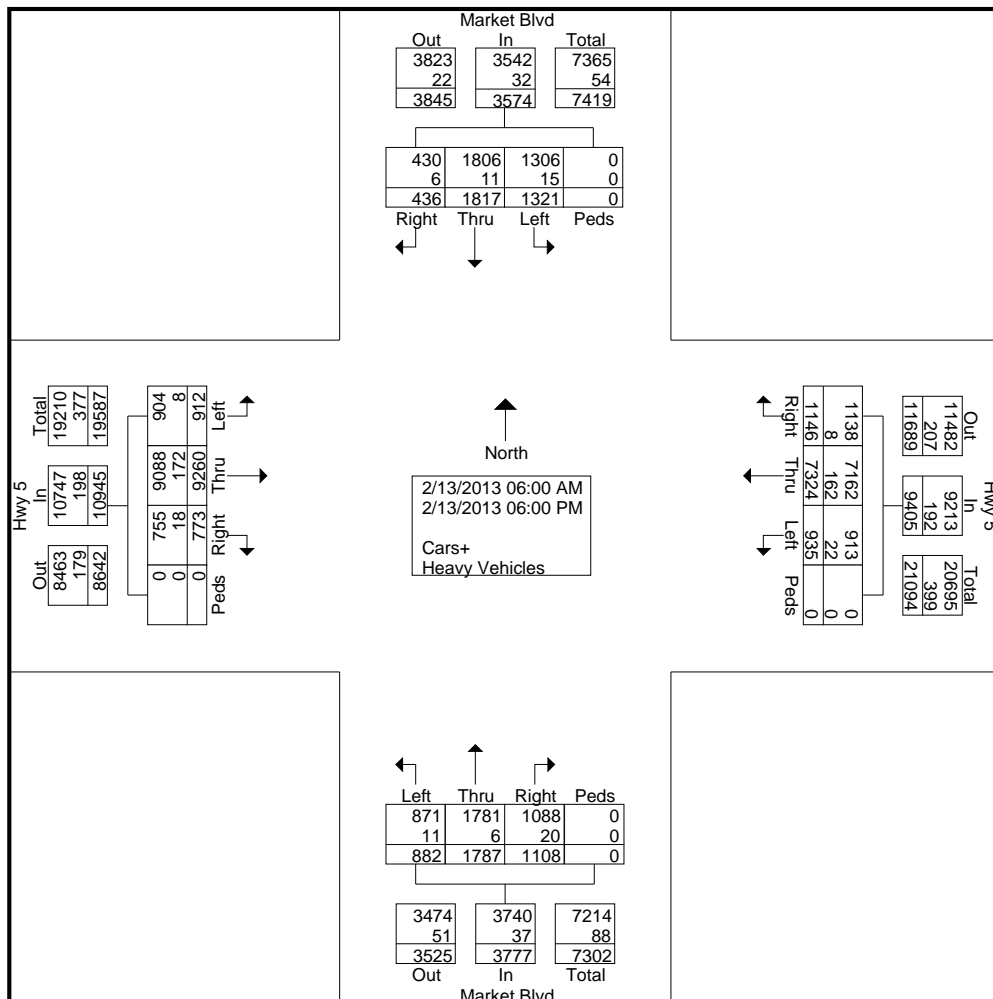 Market Blvd
Out In Total
3823 3542 7365
22 32 54
3845 3574 7419
430 1806 1306 0
6 11 15 0
436 1817 1321 0
Right Thru Left Peds
Hwy 5
Total In Out
19210 10747 8463
377 198 179
19587 10945 8642
904 9088 755 0
8 172 18 0
912 9260 773 0
Left Thru Right Peds
North
2/13/2013 06:00 AM
2/13/2013 06:00 PM
Cars+
Heavy Vehicles
Right Thru Left Peds
1146 7324 935 0
8 162 22 0
1138 7162 913 0
Out In Total
11482 9213 20695
207 192 399
11689 9405 21094
Hwy 5
Left Thru Right Peds
871 1781 1088 0
11 6 20 0
882 1787 1108 0
3474 3740 7214
51 37 88
3525 3777 7302
Out In Total
Market Blvd